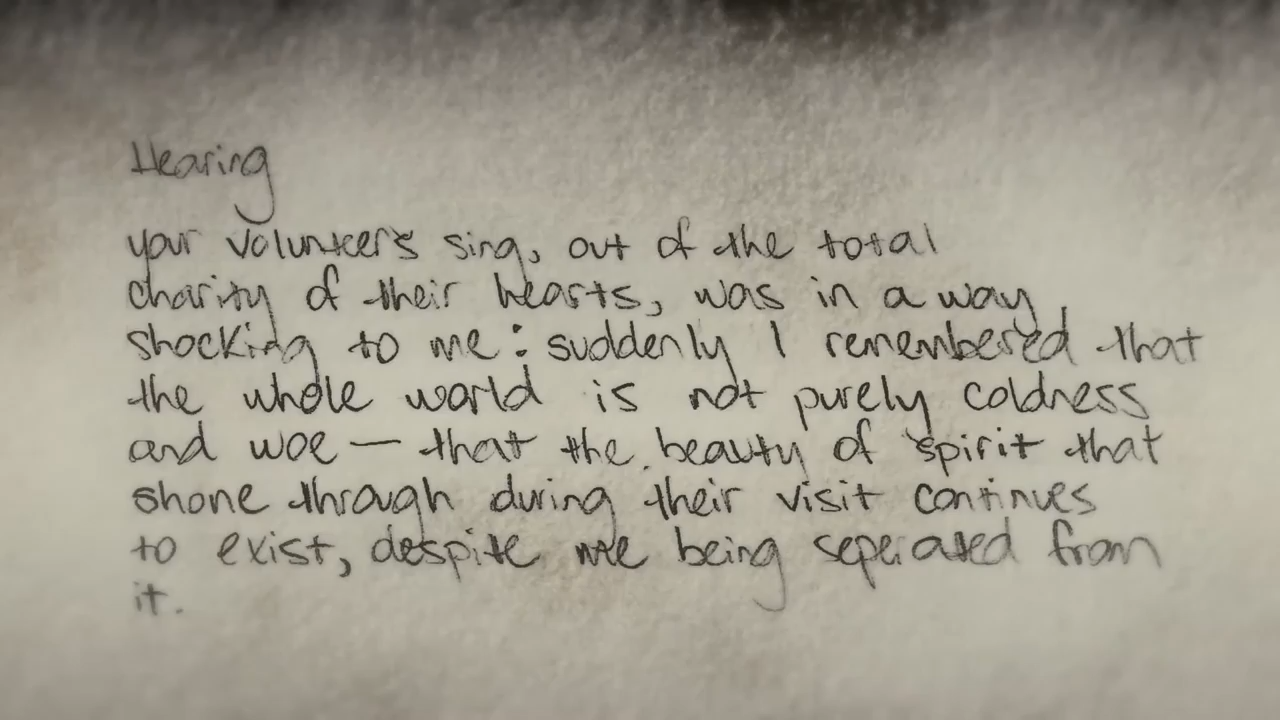 Hearing
your volunteers sing, out of the total
charity of their hearts, was in a way
shocking to me: suddenly I remembered that
the whole world is not purely coldness
and woe — that the beauty of spirit that
shone through during their visit continues
to exist, despite me being seperated from
it.